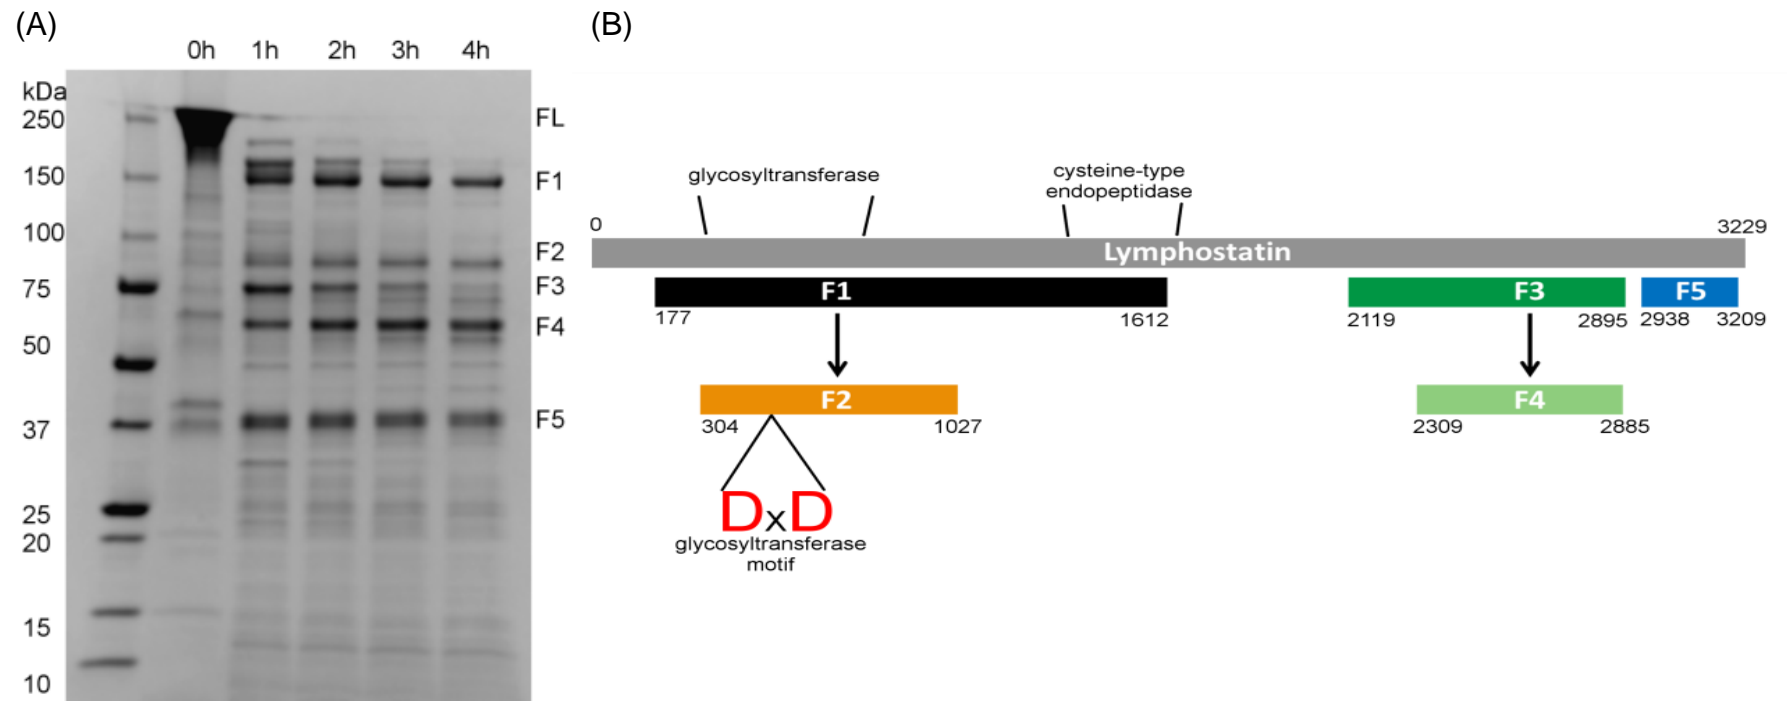 (A)
0h 1h 2h 3h 4h
kDa
250
150
100
75
50
37
25
20
15
10
FL
F1
F2
F3
F4
F5
(B)
glycosyltransferase
cysteine-type
endopeptidase
0
3229
Lymphostatin
F1 F3 F5
177 1612 2119 2895 2938 3209
F2 F4
304 1027 2309 2885
DxD
glycosyltransferase
motif